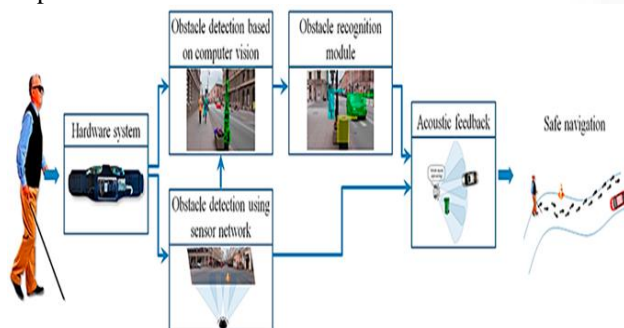 Obstacle detection based
on computer vision
Obstacle recognition
module
Hardware system
Acoustic feedback
Safe navigation
Obstacle detection using
sensor network